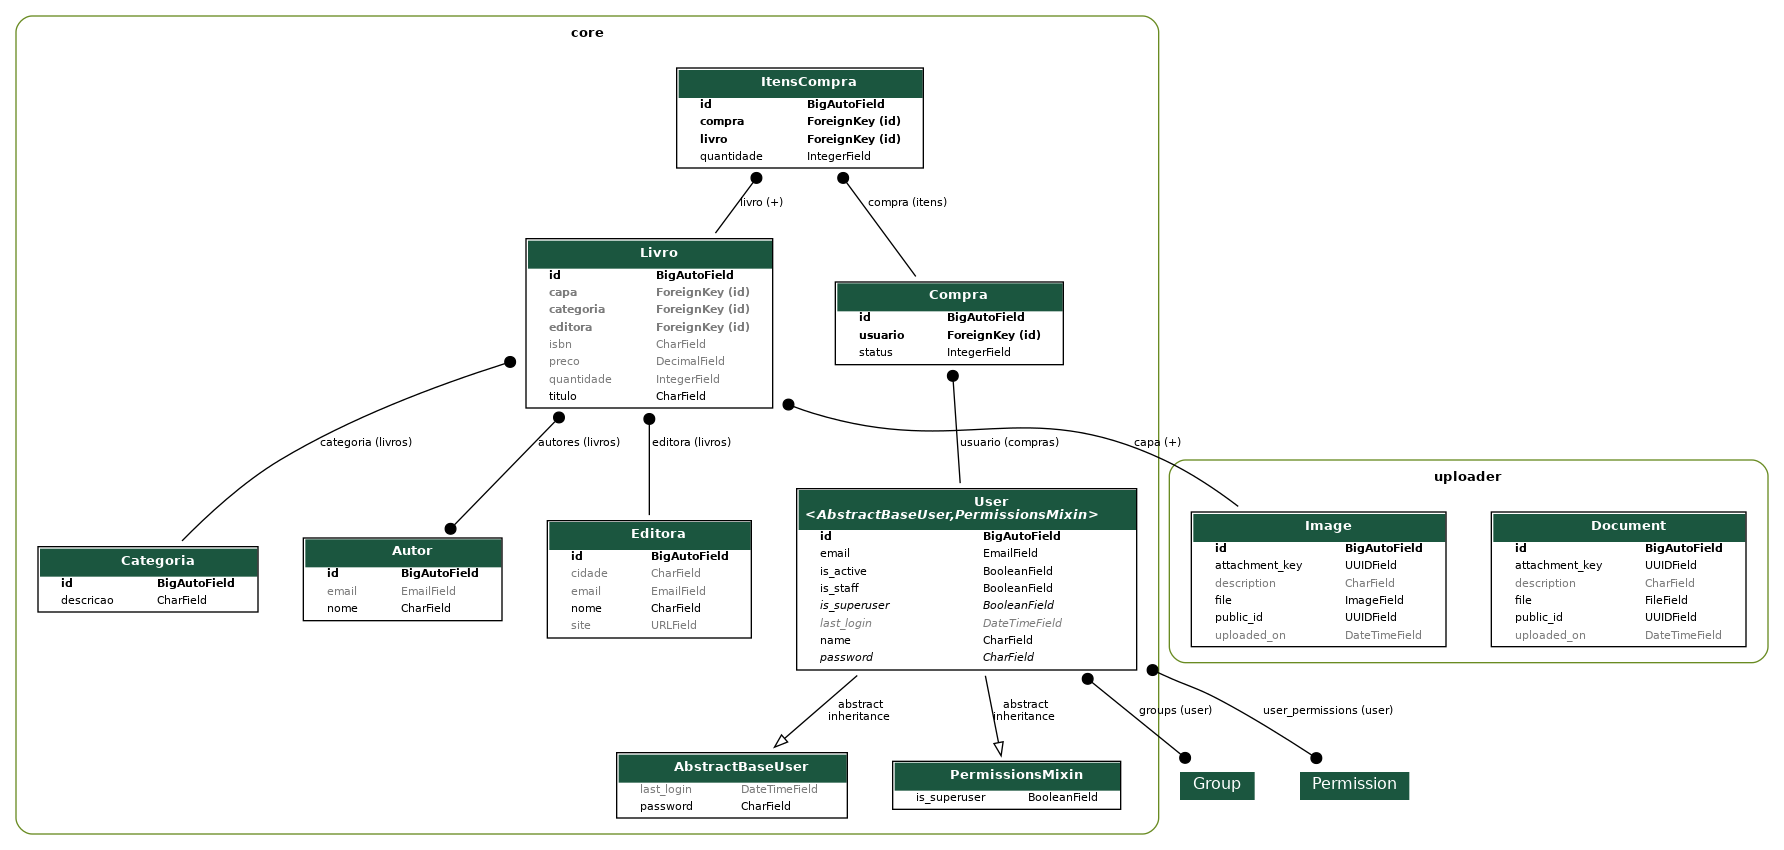 core
ItensCompra
id BigAutoField
compra ForeignKey (id)
livro ForeignKey (id)
quantidade IntegerField
livro (+)
compra (itens)
Livro
id BigAutoField
capa ForeignKey (id)
categoria ForeignKey (id)
editora ForeignKey (id)
isbn CharField
preco DecimalField
quantidade IntegerField
titulo CharField
Compra
id BigAutoField
usuario ForeignKey (id)
status IntegerField
categoria (livros)
autores (livros)
editora (livros)
usuario (compras)
capa (+)
Categoria
id BigAutoField
descricao CharField
Autor
id BigAutoField
email EmailField
nome CharField
Editora
id BigAutoField
cidade CharField
email EmailField
nome CharField
site URLField
User
<AbstractBaseUser,PermissionsMixin>
id BigAutoField
email EmailField
is_active BooleanField
is_staff BooleanField
is_superuser BooleanField
last_login DateTimeField
name CharField
password CharField
uploader
Image
id BigAutoField
attachment_key UUIDField
description CharField
file ImageField
public_id UUIDField
uploaded_on DateTimeField
Document
id BigAutoField
attachment_key UUIDField
description CharField
file FileField
public_id UUIDField
uploaded_on DateTimeField
abstract
inheritance
abstract
inheritance
groups (user)
user_permissions (user)
AbstractBaseUser
last_login DateTimeField
password CharField
PermissionsMixin
is_superuser BooleanField
Group
Permission